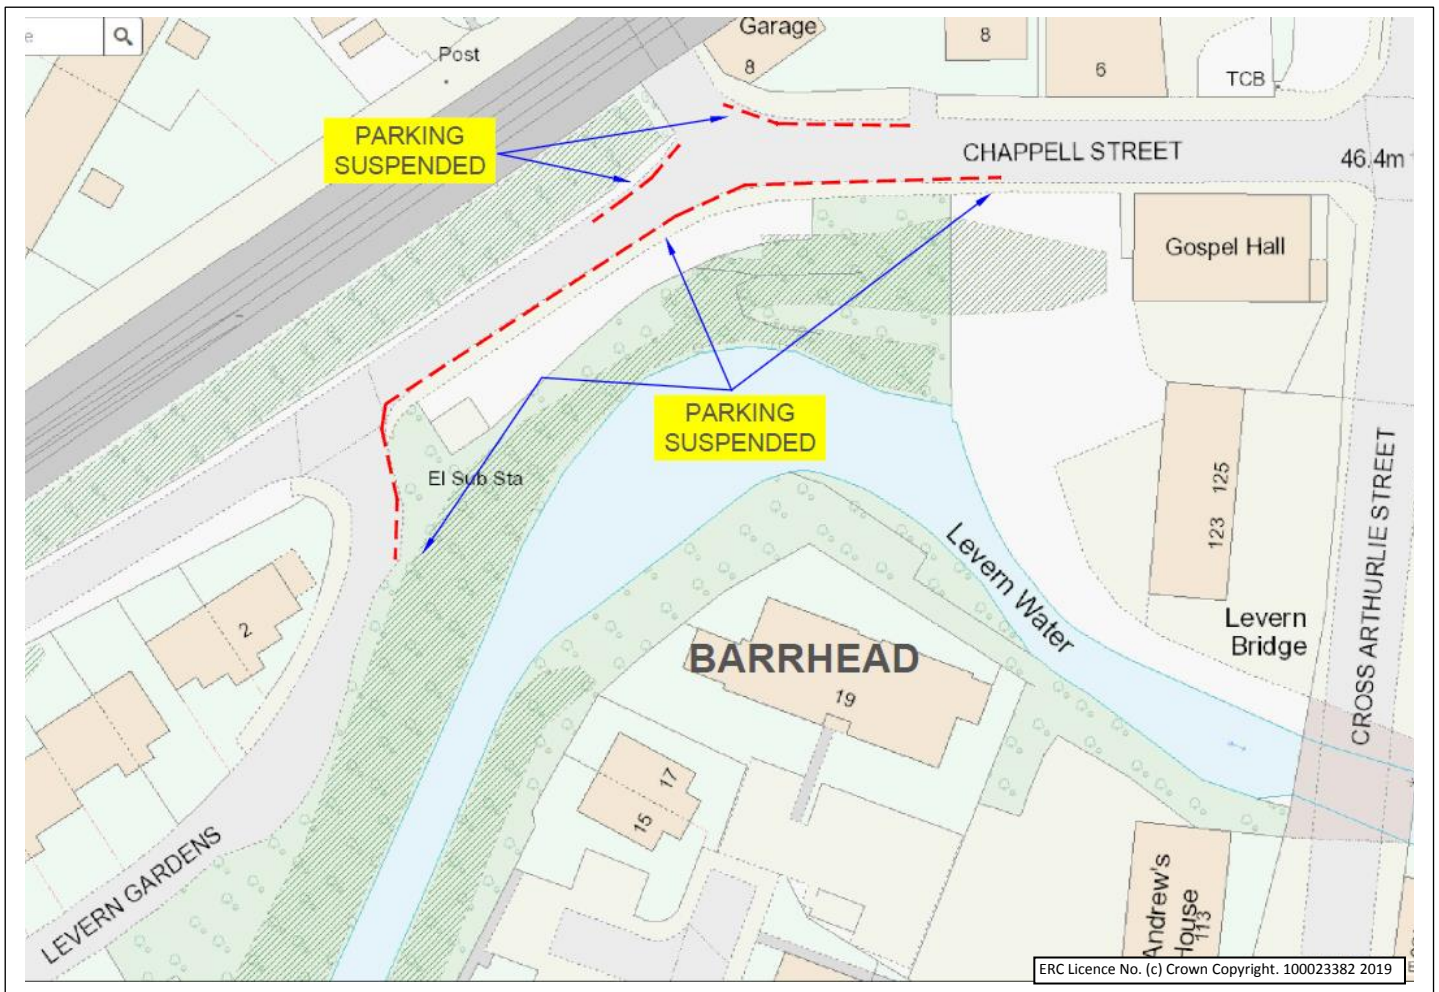 e
Garage
8
8
6
Post
TCB
PARKING
SUSPENDED
CHAPPELL STREET
46.4m
Gospel Hall
PARKING
SUSPENDED
El Sub Sta
125
123
CROSS ARTHURLIE STREET
Levern Water
Levern
Bridge
2
BARRHEAD
19
17
15
LEVERN GARDENS
Andrew's
House
113
ERC Licence No. (c) Crown Copyright. 100023382 2019